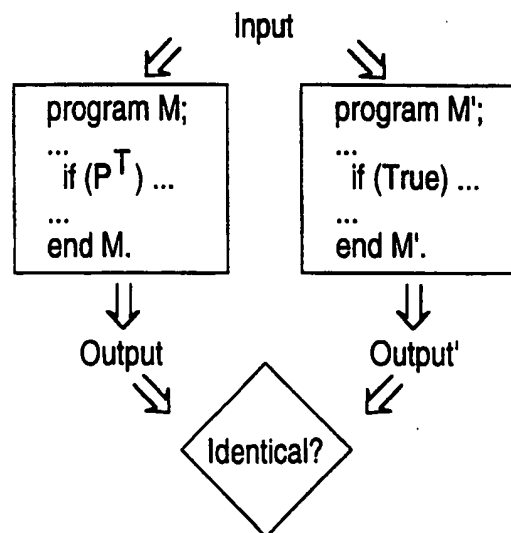 Input
program M;
...
if (P^T) ...
...
end M.
program M';
...
if (True) ...
...
end M'.
Output
Output'
Identical?